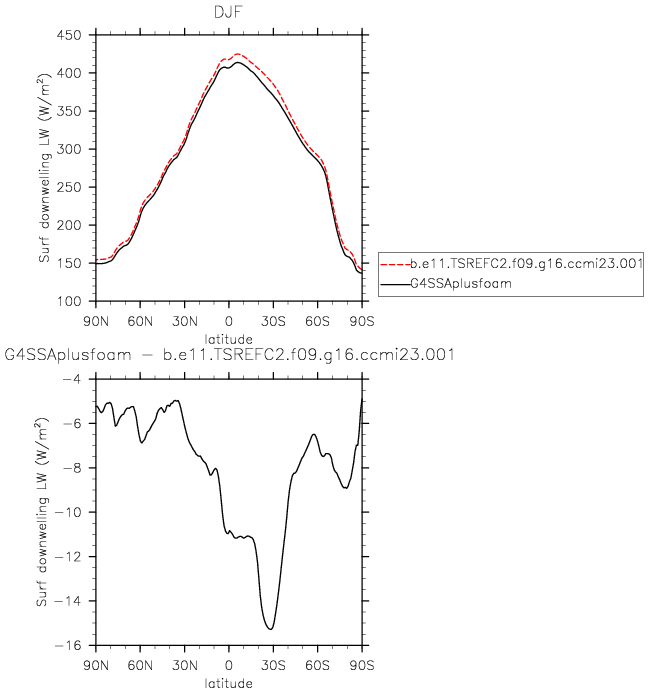 DJF
450
400
350
300
250
200
150
100
Surf downwelling LW (W/m²)
90N 60N 30N 0 30S 60S 90S
latitude
b.e11.TSREFC2.f09.g16.ccmi23.001
G4SSAplusfoam
G4SSAplusfoam − b.e11.TSREFC2.f09.g16.ccmi23.001
−4
−6
−8
−10
−12
−14
−16
Surf downwelling LW (W/m²)
90N 60N 30N 0 30S 60S 90S
latitude